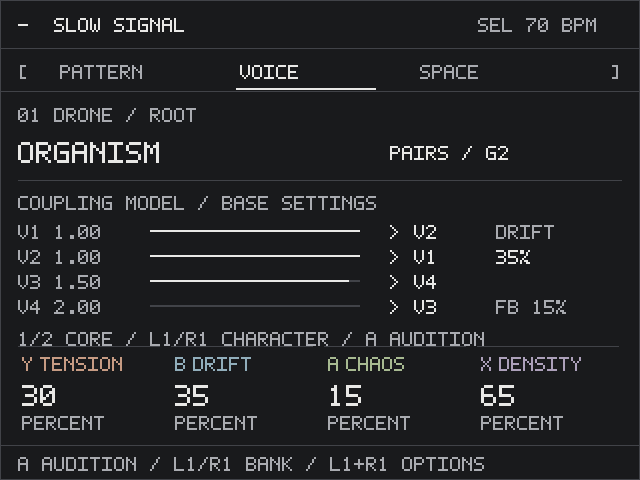 – SLOW SIGNAL SEL 70 BPM
[ PATTERN VOICE SPACE ]
01 DRONE / ROOT
ORGANISM PAIRS / G2
COUPLING MODEL / BASE SETTINGS
V1 1.00 > V2 DRIFT
V2 1.00 > V1 35%
V3 1.50 > V4
V4 2.00 > V3 FB 15%
1/2 CORE / L1/R1 CHARACTER / A AUDITION
Y TENSION B DRIFT A CHAOS X DENSITY
30 35 15 65
PERCENT PERCENT PERCENT PERCENT
A AUDITION / L1/R1 BANK / L1+R1 OPTIONS